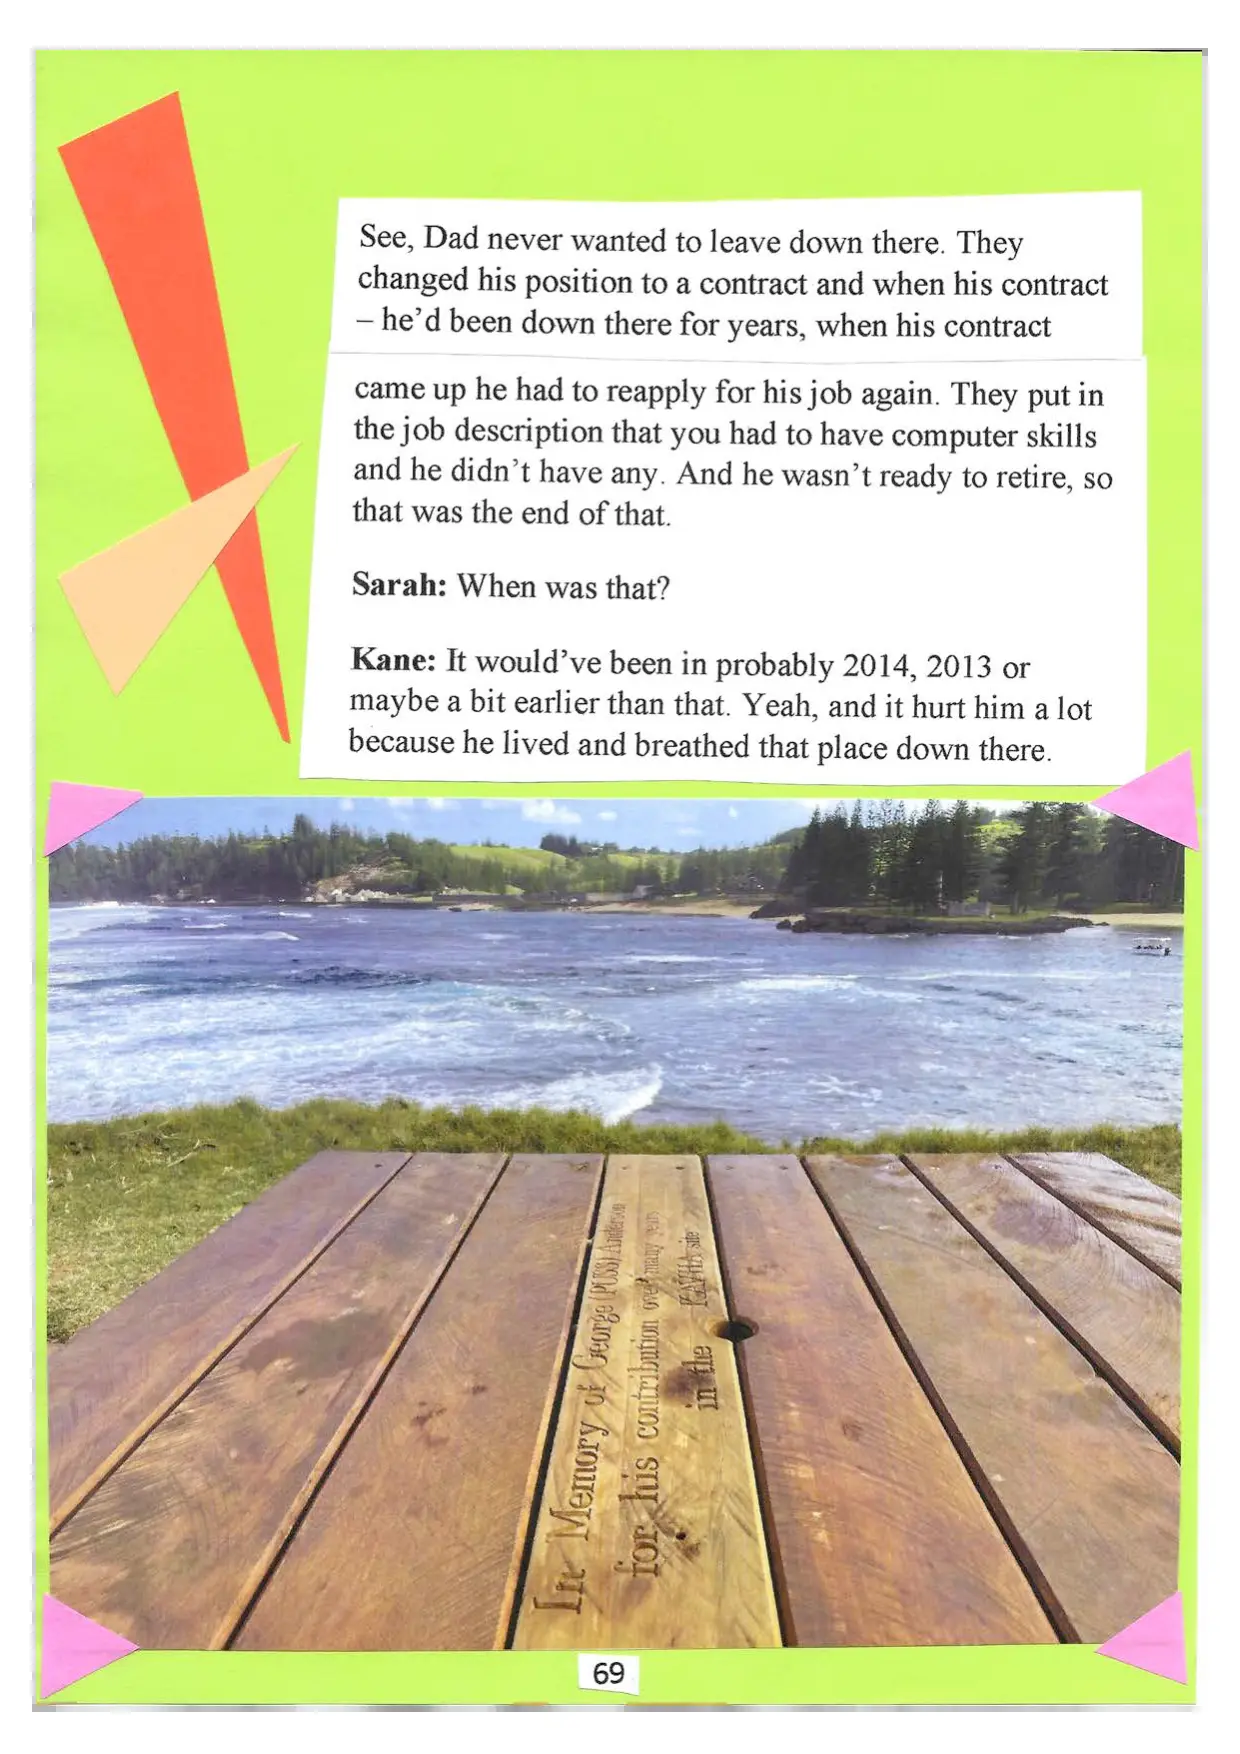 See, Dad never wanted to leave down there. They
changed his position to a contract and when his contract
– he’d been down there for years, when his contract
came up he had to reapply for his job again. They put in
the job description that you had to have computer skills
and he didn’t have any. And he wasn’t ready to retire, so
that was the end of that.
Sarah: When was that?
Kane: It would’ve been in probably 2014, 2013 or
maybe a bit earlier than that. Yeah, and it hurt him a lot
because he lived and breathed that place down there.
In Memory of George (PUSS) Anderson
for his contribution over many years
in the KAVHA site
69